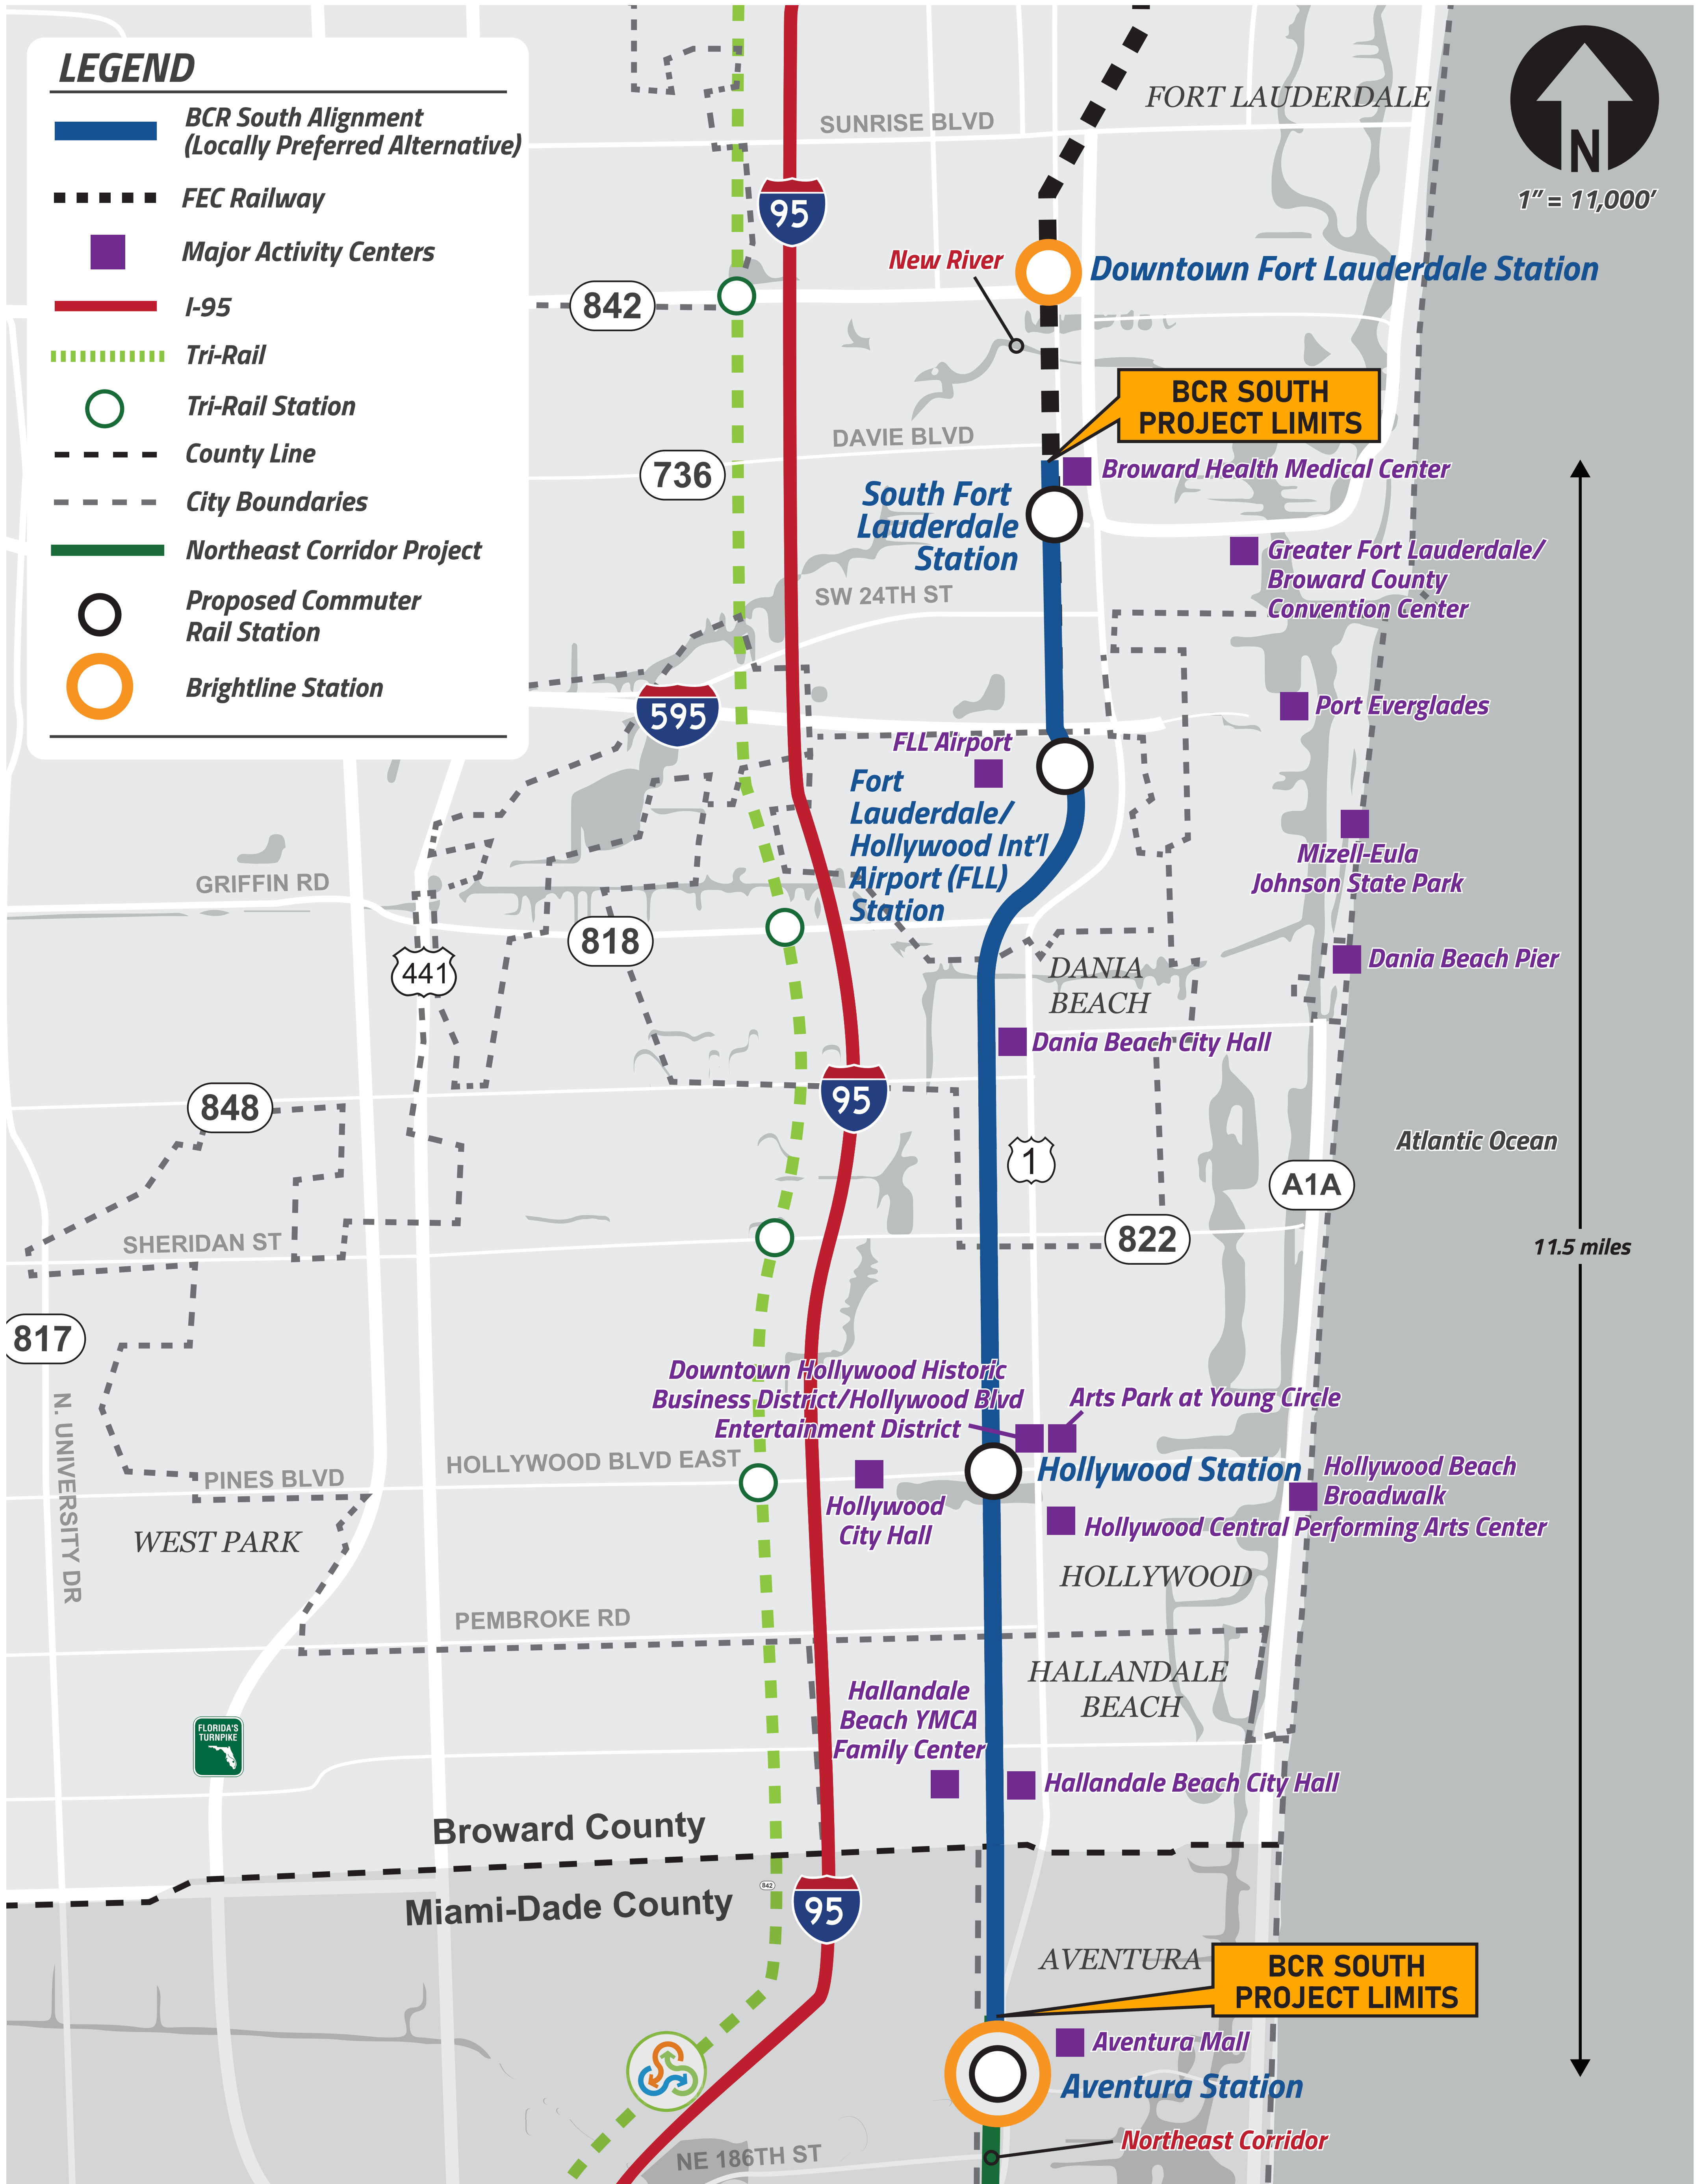 LEGEND
BCR South Alignment
(Locally Preferred Alternative)
FEC Railway
Major Activity Centers
I-95
Tri-Rail
Tri-Rail Station
County Line
City Boundaries
Northeast Corridor Project
Proposed Commuter
Rail Station
Brightline Station
N
1" = 11,000'
FORT LAUDERDALE
SUNRISE BLVD
95
New River
Downtown Fort Lauderdale Station
842
BCR SOUTH
PROJECT LIMITS
DAVIE BLVD
736
Broward Health Medical Center
South Fort
Lauderdale
Station
Greater Fort Lauderdale/
Broward County
Convention Center
SW 24TH ST
595
Port Everglades
FLL Airport
Fort
Lauderdale/
Hollywood Int'l
Airport (FLL)
Station
Mizell-Eula
Johnson State Park
GRIFFIN RD
818
441
DANIA
BEACH
Dania Beach Pier
Dania Beach City Hall
95
848
1
Atlantic Ocean
A1A
SHERIDAN ST
822
11.5 miles
817
N. UNIVERSITY DR
Downtown Hollywood Historic
Business District/Hollywood Blvd
Entertainment District
Arts Park at Young Circle
HOLLYWOOD BLVD EAST
PINES BLVD
Hollywood Station
Hollywood Beach
Broadwalk
Hollywood
City Hall
Hollywood Central Performing Arts Center
WEST PARK
HOLLYWOOD
PEMBROKE RD
HALLANDALE
BEACH
Hallandale
Beach YMCA
Family Center
FLORIDA'S
TURNPIKE
Hallandale Beach City Hall
Broward County
842
Miami-Dade County
95
AVENTURA
BCR SOUTH
PROJECT LIMITS
Aventura Mall
Aventura Station
Northeast Corridor
NE 186TH ST